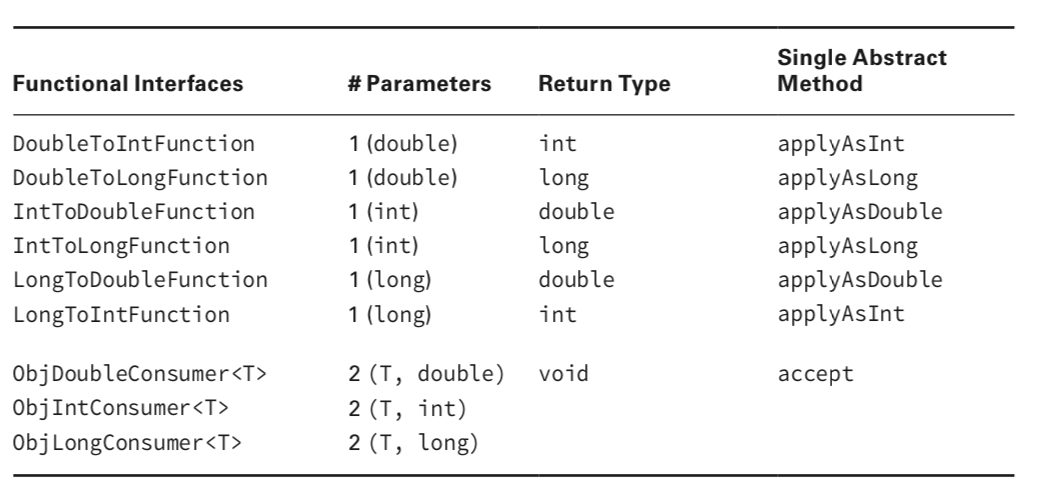 Functional Interfaces # Parameters Return Type Single Abstract Method
DoubleToIntFunction 1 (double) int applyAsInt
DoubleToLongFunction 1 (double) long applyAsLong
IntToDoubleFunction 1 (int) double applyAsDouble
IntToLongFunction 1 (int) long applyAsLong
LongToDoubleFunction 1 (long) double applyAsDouble
LongToIntFunction 1 (long) int applyAsInt
ObjDoubleConsumer<T> 2 (T, double) void accept
ObjIntConsumer<T> 2 (T, int)
ObjLongConsumer<T> 2 (T, long)